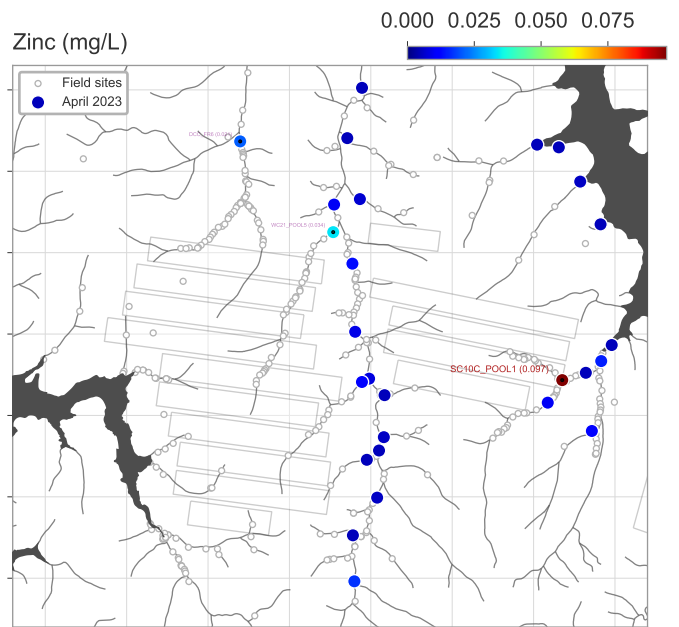 0.000 0.025 0.050 0.075
Zinc (mg/L)
Field sites
April 2023
WC21_POOL5 (0.034)
SC10C_POOL1 (0.097)